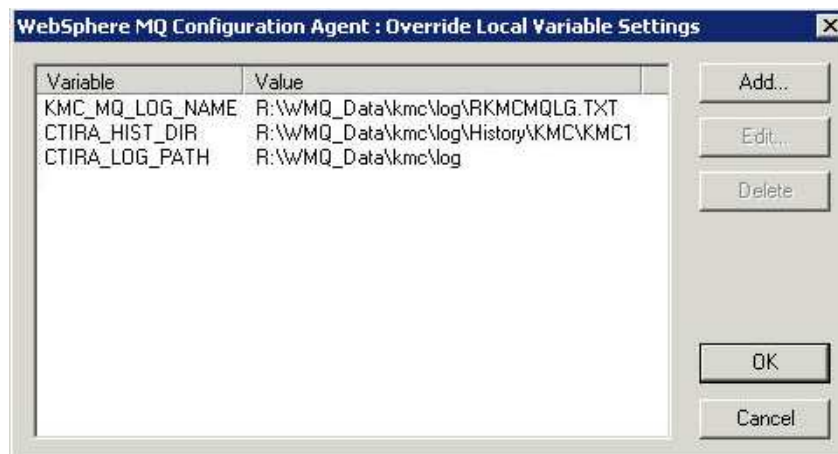 WebSphere MQ Configuration Agent : Override Local Variable Settings
Variable Value
KMC_MQ_LOG_NAME R:\WMQ_Data\kmc\log\RKMCMQLG.TXT
CTIRA_HIST_DIR R:\WMQ_Data\kmc\log\History\KMC\KMC1
CTIRA_LOG_PATH R:\WMQ_Data\kmc\log
Add...
Edit...
Delete
OK
Cancel